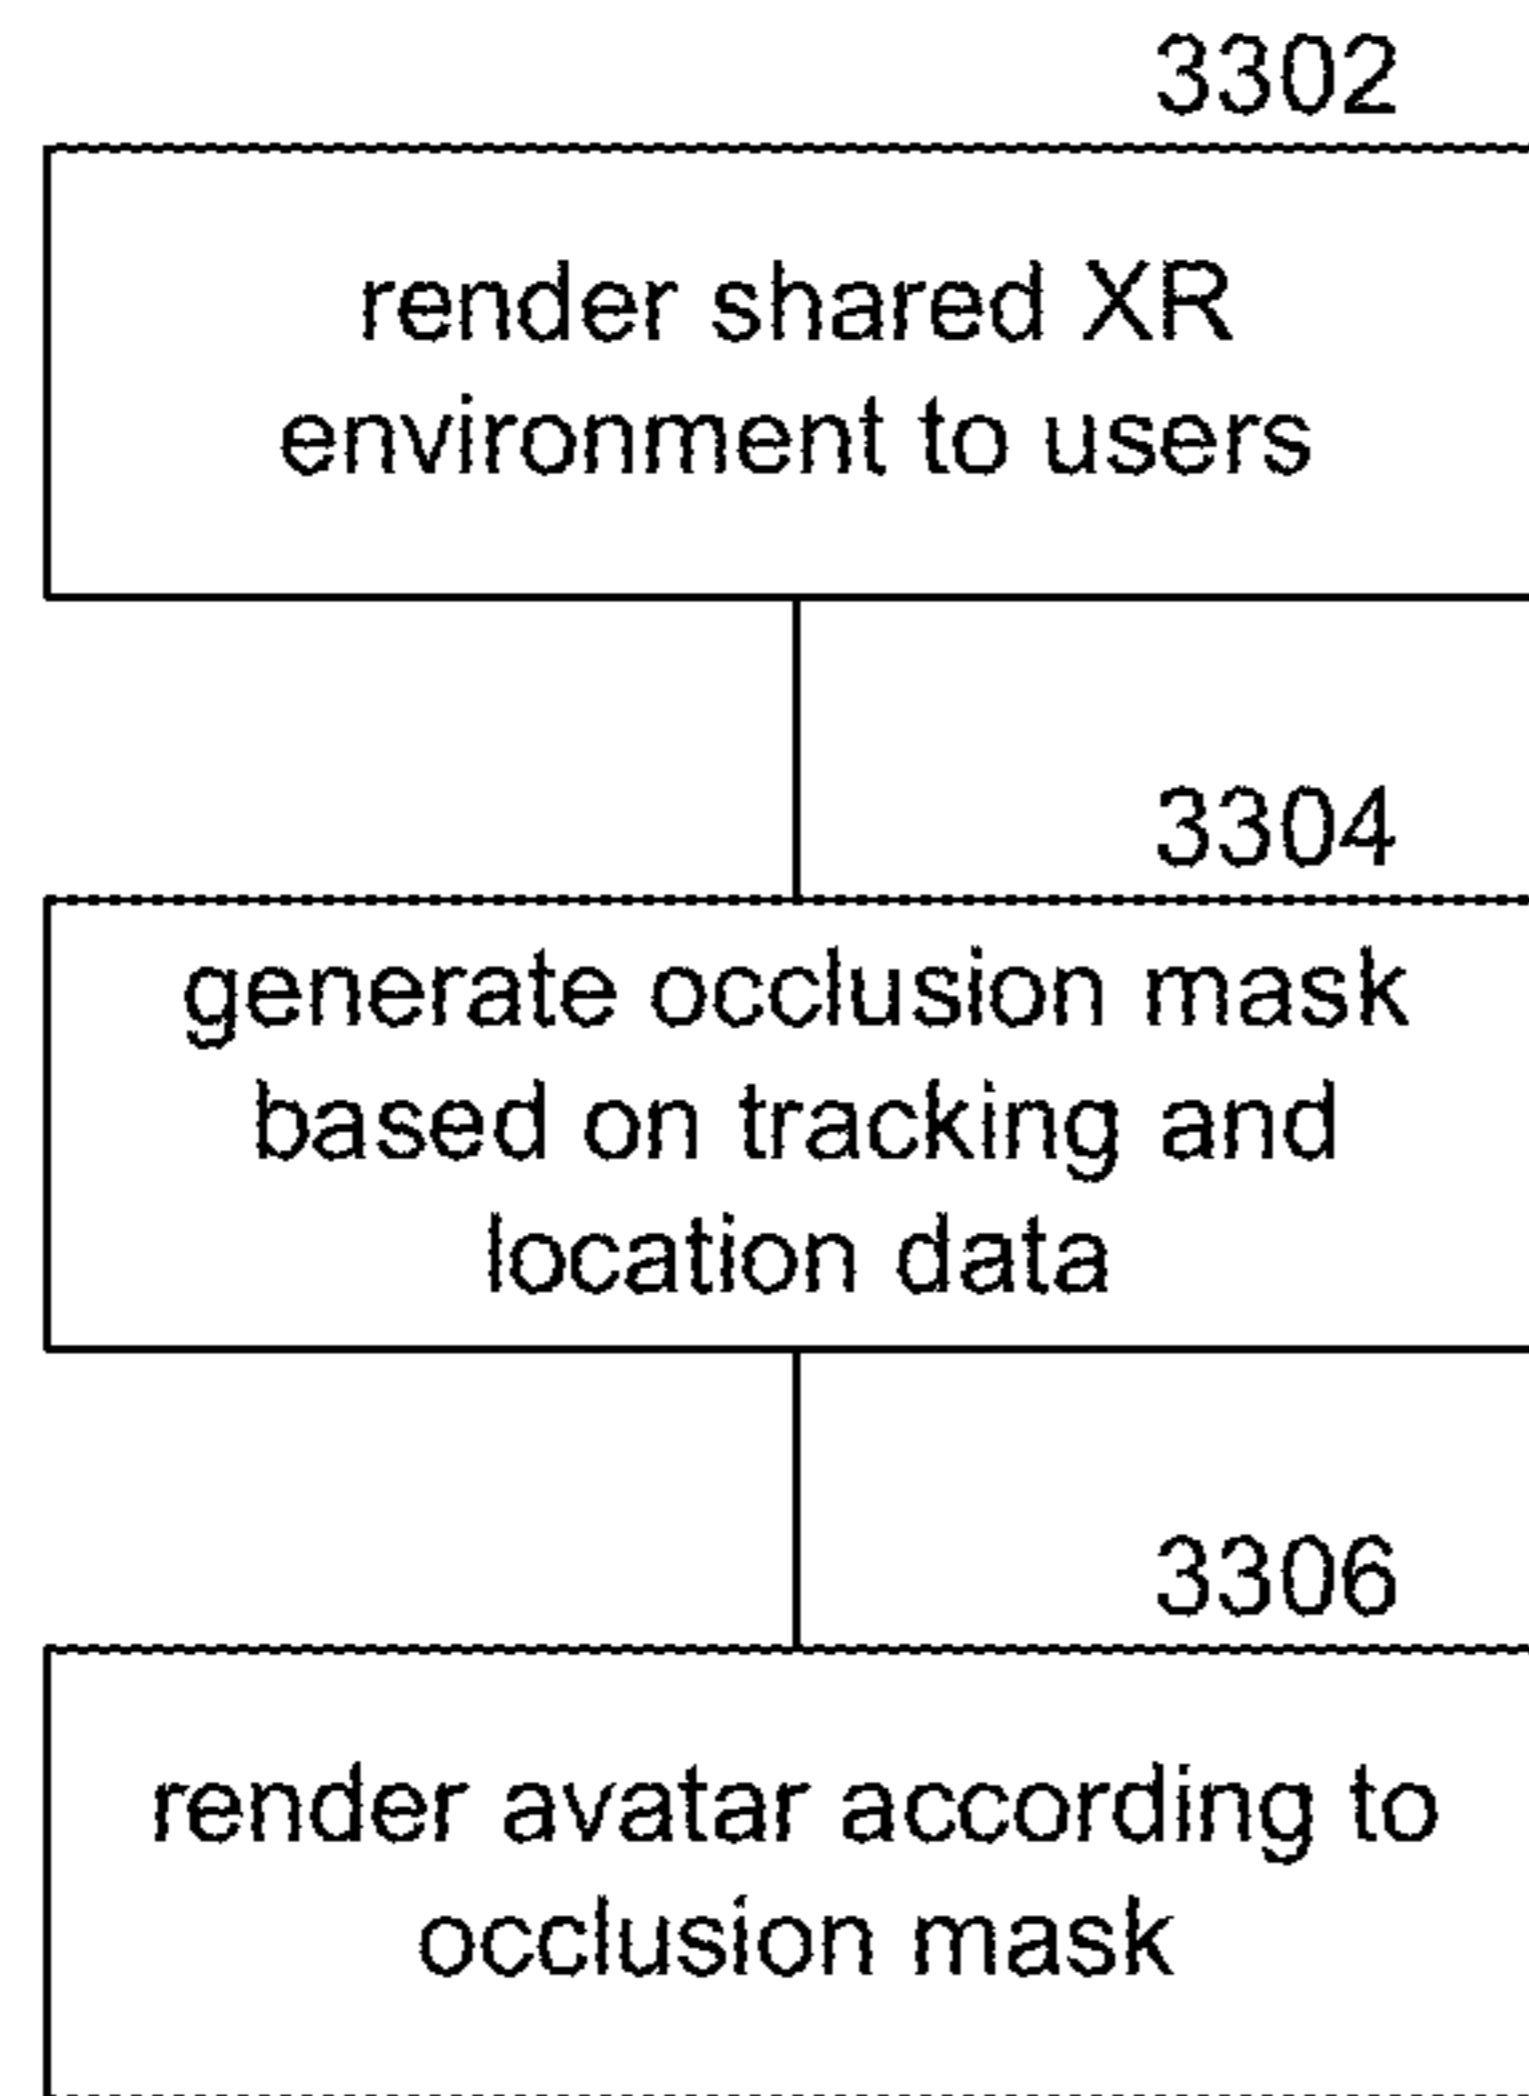 3302
render shared XR
environment to users
3304
generate occlusion mask
based on tracking and
location data
3306
render avatar according to
occlusion mask